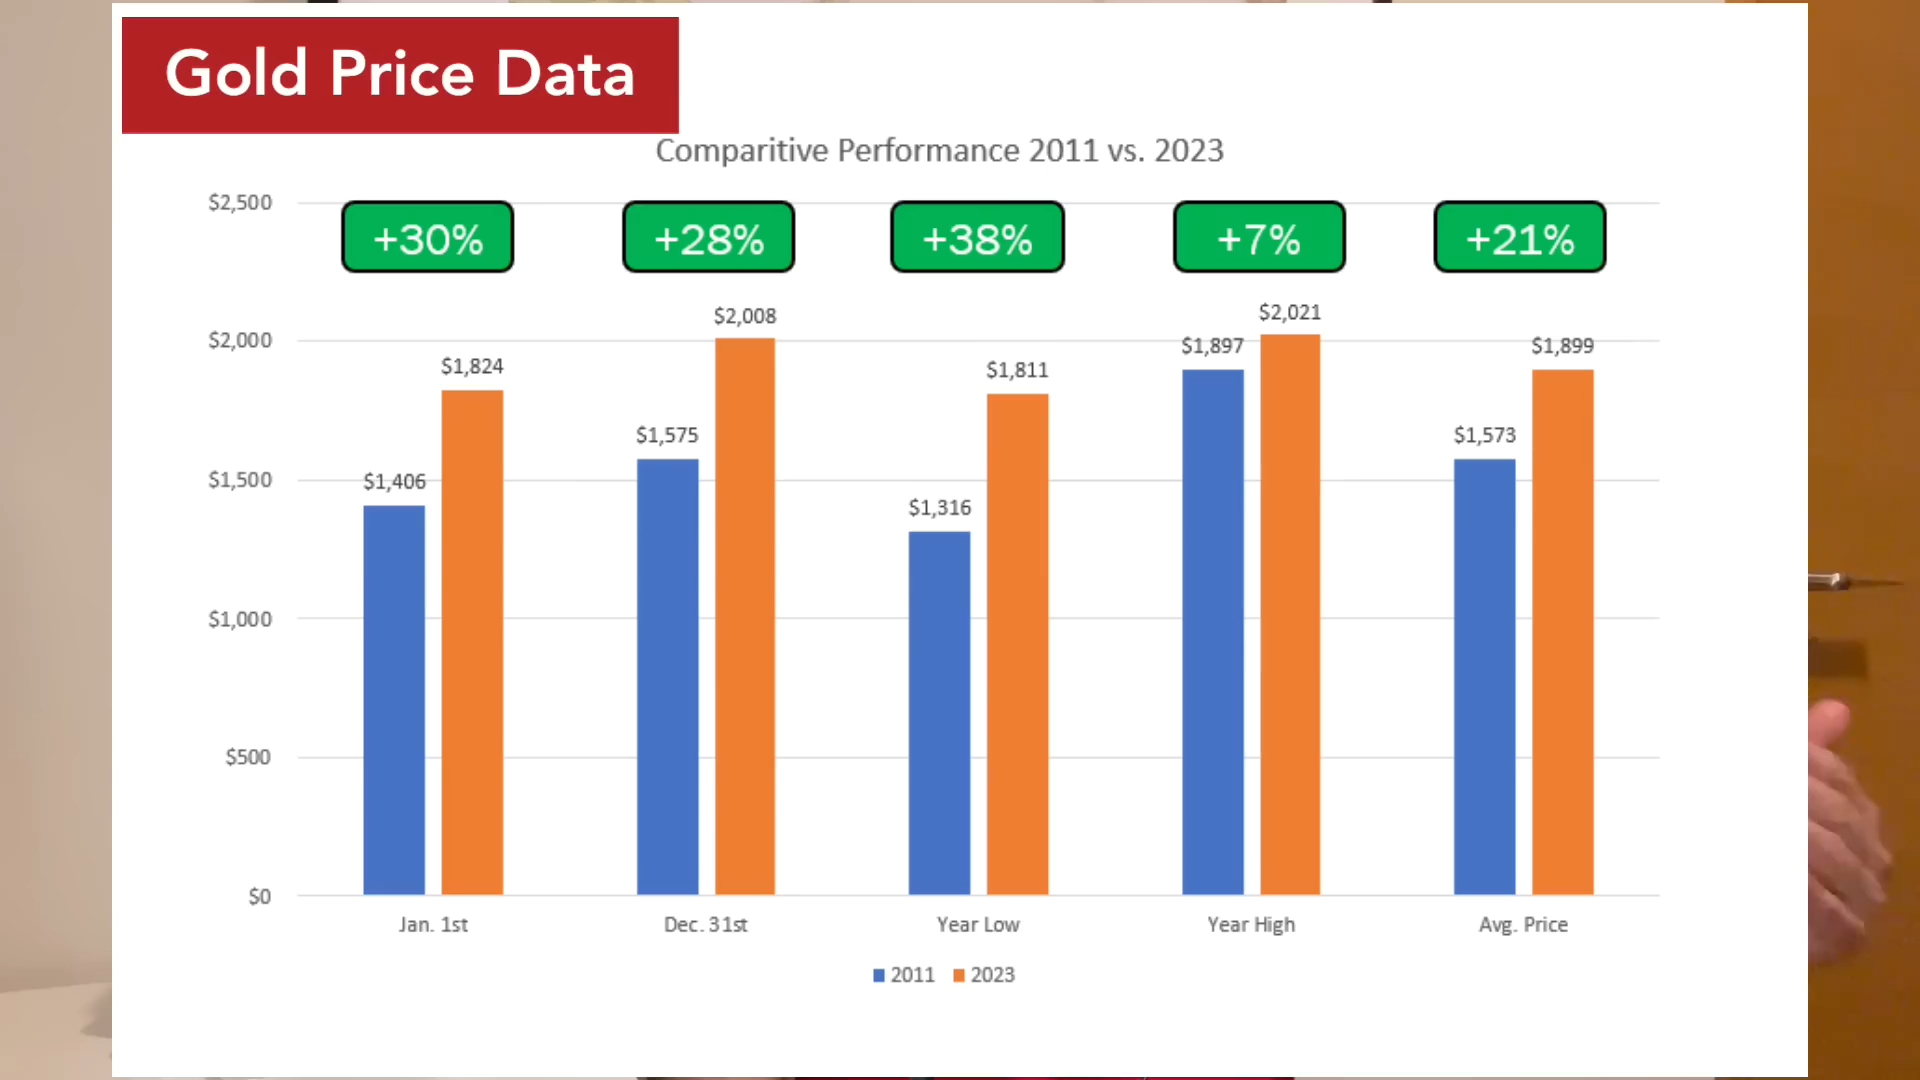 Gold Price Data
Comparitive Performance 2011 vs. 2023
$2,500
+30% +28% +38% +7% +21%
$2,000
$1,500
$1,000
$500
$0
$1,406 $1,824 $1,575 $2,008 $1,316 $1,811 $1,897 $2,021 $1,573 $1,899
Jan. 1st Dec. 31st Year Low Year High Avg. Price
2011 2023